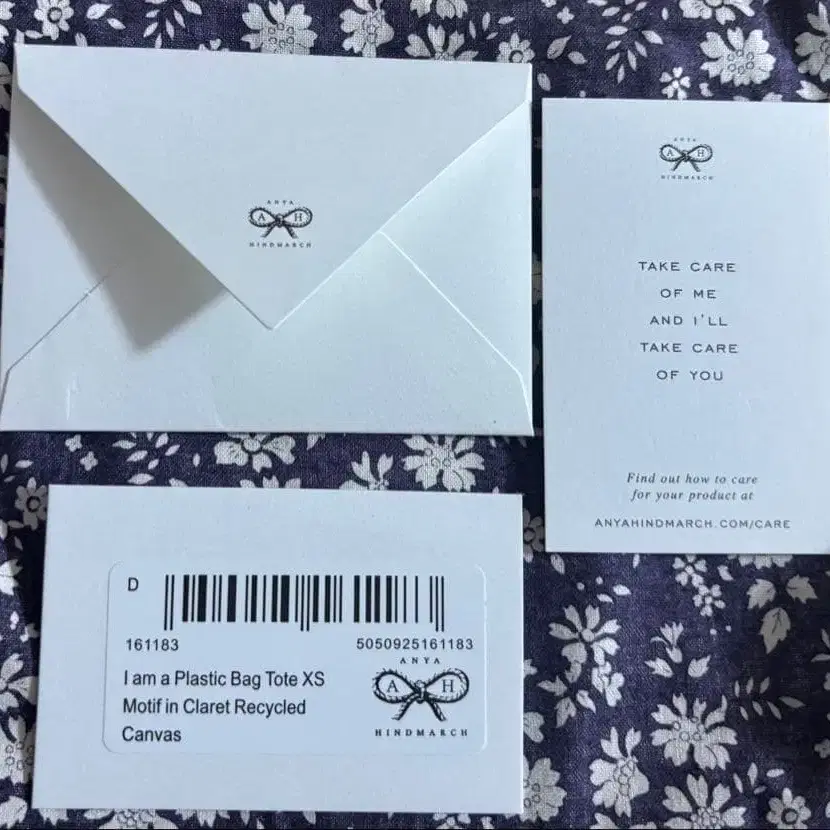 ANYA
A H
HINDMARCH
ANYA
A H
HINDMARCH
TAKE CARE
OF ME
AND I'LL
TAKE CARE
OF YOU
Find out how to care
for your product at
ANYAHINDMARCH.COM/CARE
D
161183 5050925161183
I am a Plastic Bag Tote XS
Motif in Claret Recycled
Canvas
ANYA
A H
HINDMARCH